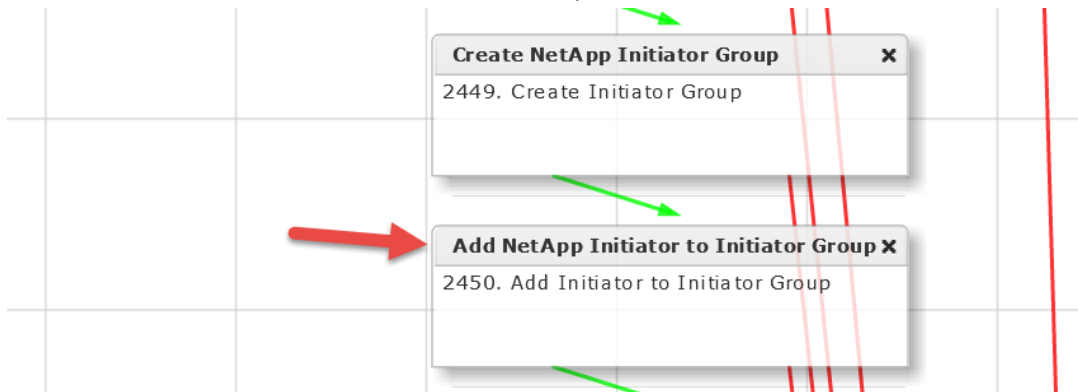 Create NetApp Initiator Group
2449. Create Initiator Group
Add NetApp Initiator to Initiator Group
2450. Add Initiator to Initiator Group